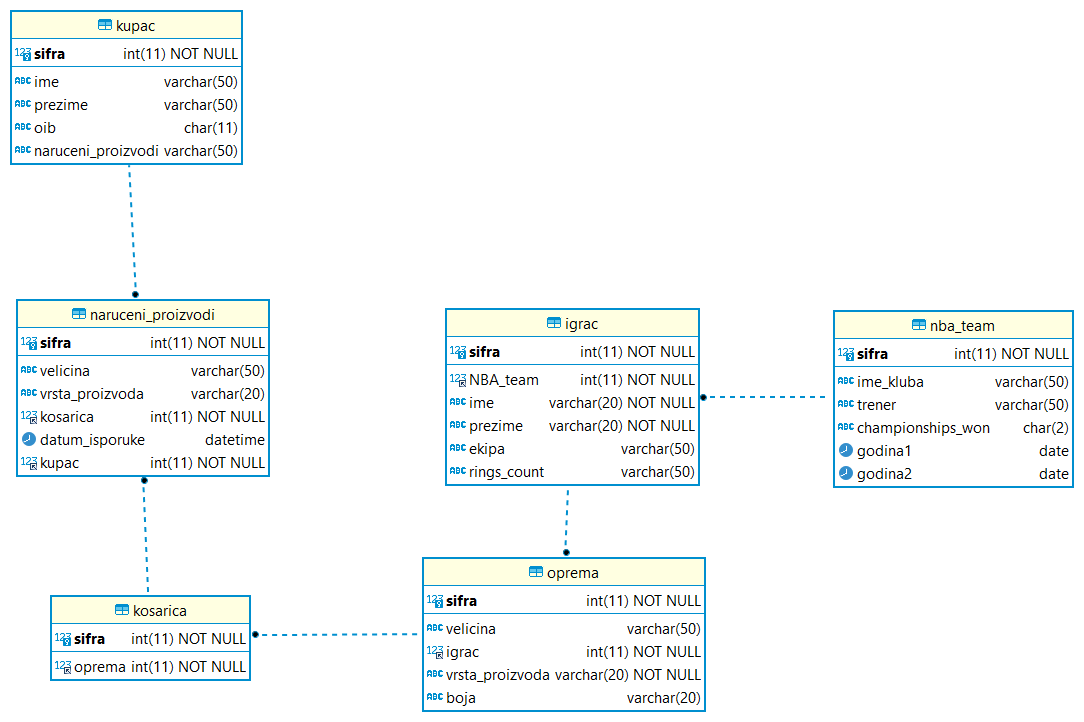 kupac
sifra int(11) NOT NULL
ime varchar(50)
prezime varchar(50)
oib char(11)
naruceni_proizvodi varchar(50)
naruceni_proizvodi
sifra int(11) NOT NULL
velicina varchar(50)
vrsta_proizvoda varchar(20)
kosarica int(11) NOT NULL
datum_isporuke datetime
kupac int(11) NOT NULL
igrac
sifra int(11) NOT NULL
NBA_team int(11) NOT NULL
ime varchar(20) NOT NULL
prezime varchar(20) NOT NULL
ekipa varchar(50)
rings_count varchar(50)
nba_team
sifra int(11) NOT NULL
ime_kluba varchar(50)
trener varchar(50)
championships_won char(2)
godina1 date
godina2 date
kosarica
sifra int(11) NOT NULL
oprema int(11) NOT NULL
oprema
sifra int(11) NOT NULL
velicina varchar(50)
igrac int(11) NOT NULL
vrsta_proizvoda varchar(20) NOT NULL
boja varchar(20)